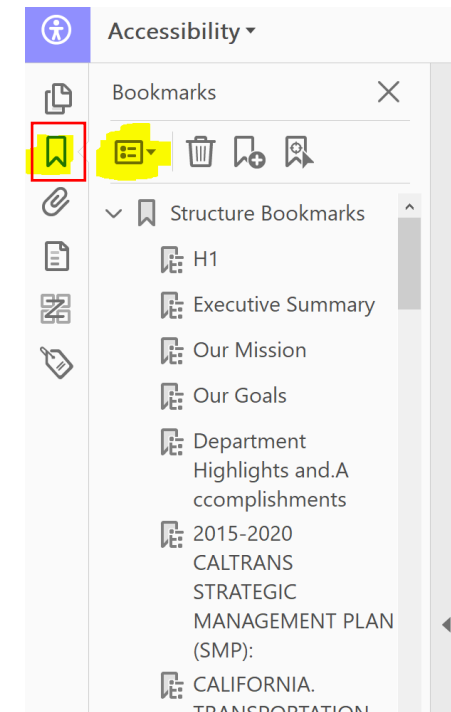 Accessibility
Bookmarks
Structure Bookmarks
H1
Executive Summary
Our Mission
Our Goals
Department
Highlights and.A
ccomplishments
2015-2020
CALTRANS
STRATEGIC
MANAGEMENT PLAN
(SMP):
CALIFORNIA.
TRANSPORTATION